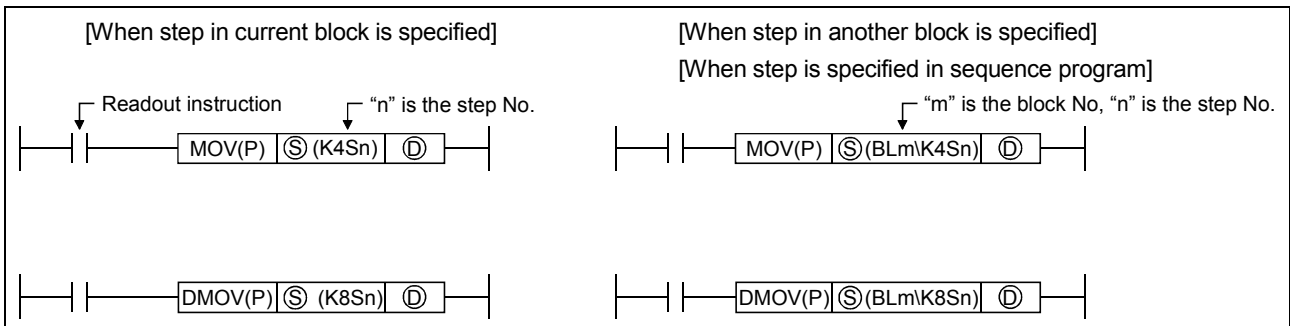 [When step in current block is specified]
[When step in another block is specified]
[When step is specified in sequence program]
Readout instruction
“n” is the step No.
“m” is the block No, “n” is the step No.
MOV(P) Ⓢ (K4Sn) Ⓓ
MOV(P) Ⓢ(BLm\K4Sn) Ⓓ
DMOV(P) Ⓢ (K8Sn) Ⓓ
DMOV(P) Ⓢ(BLm\K8Sn) Ⓓ